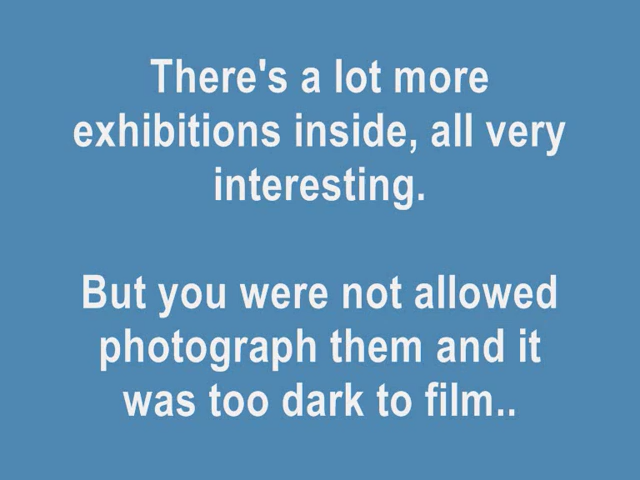 There's a lot more
exhibitions inside, all very
interesting.
But you were not allowed
photograph them and it
was too dark to film..